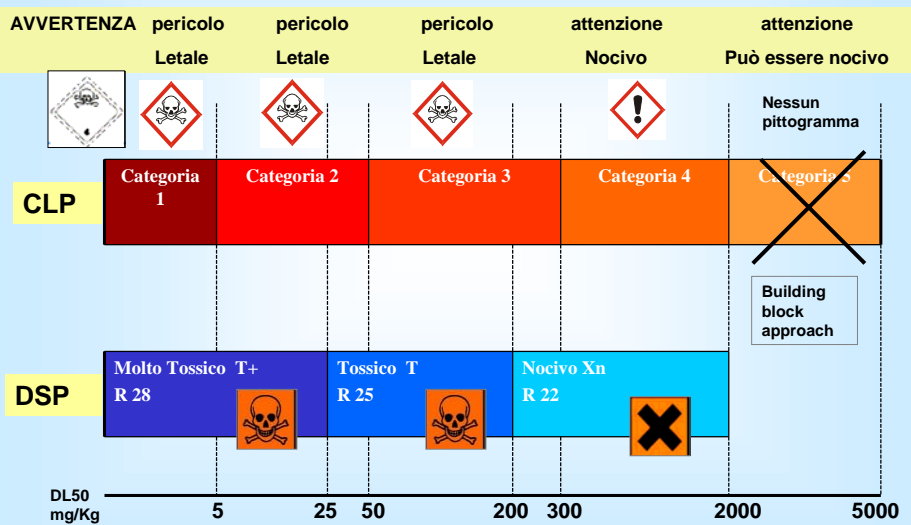 AVVERTENZA pericolo pericolo pericolo attenzione attenzione
Letale Letale Letale Nocivo Può essere nocivo
Nessun
pittogramma
CLP
Categoria
1
Categoria 2
Categoria 3
Categoria 4
Categoria 5
Building
block
approach
DSP
Molto Tossico T+
R 28
Tossico T
R 25
Nocivo Xn
R 22
DL50
mg/Kg
5 25 50 200 300 2000 5000